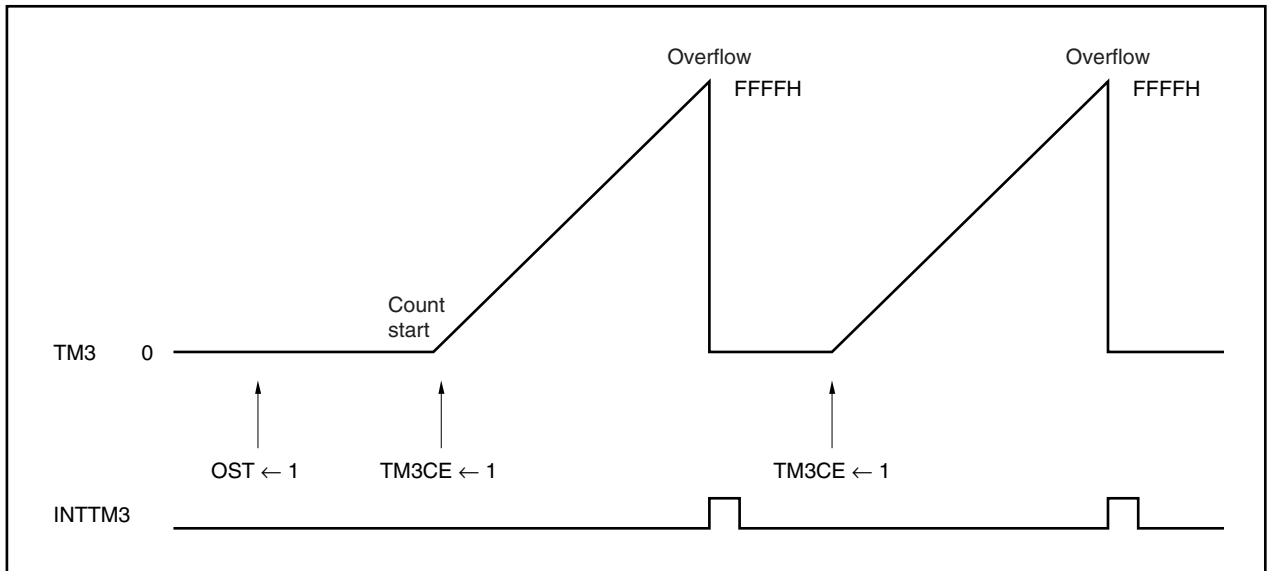 Overflow
Overflow
FFFFH
FFFFH
Count
start
TM3 0
OST ← 1
TM3CE ← 1
TM3CE ← 1
INTTM3